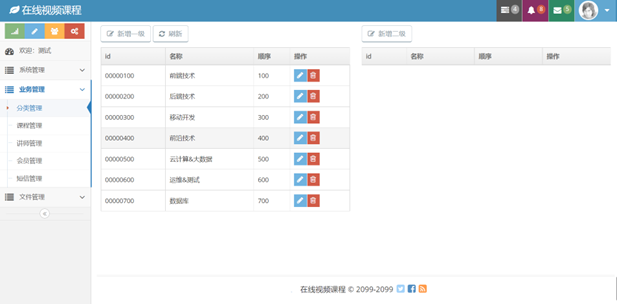 在线视频课程
4
8
5
欢迎：测试
系统管理
业务管理
分类管理
课程管理
讲师管理
会员管理
短信管理
文件管理
新增一级
刷新
id 名称 顺序 操作
00000100 前端技术 100
00000200 后端技术 200
00000300 移动开发 300
00000400 前沿技术 400
00000500 云计算&大数据 500
00000600 运维&测试 600
00000700 数据库 700
新增二级
id 名称 顺序 操作
在线视频课程 © 2099-2099